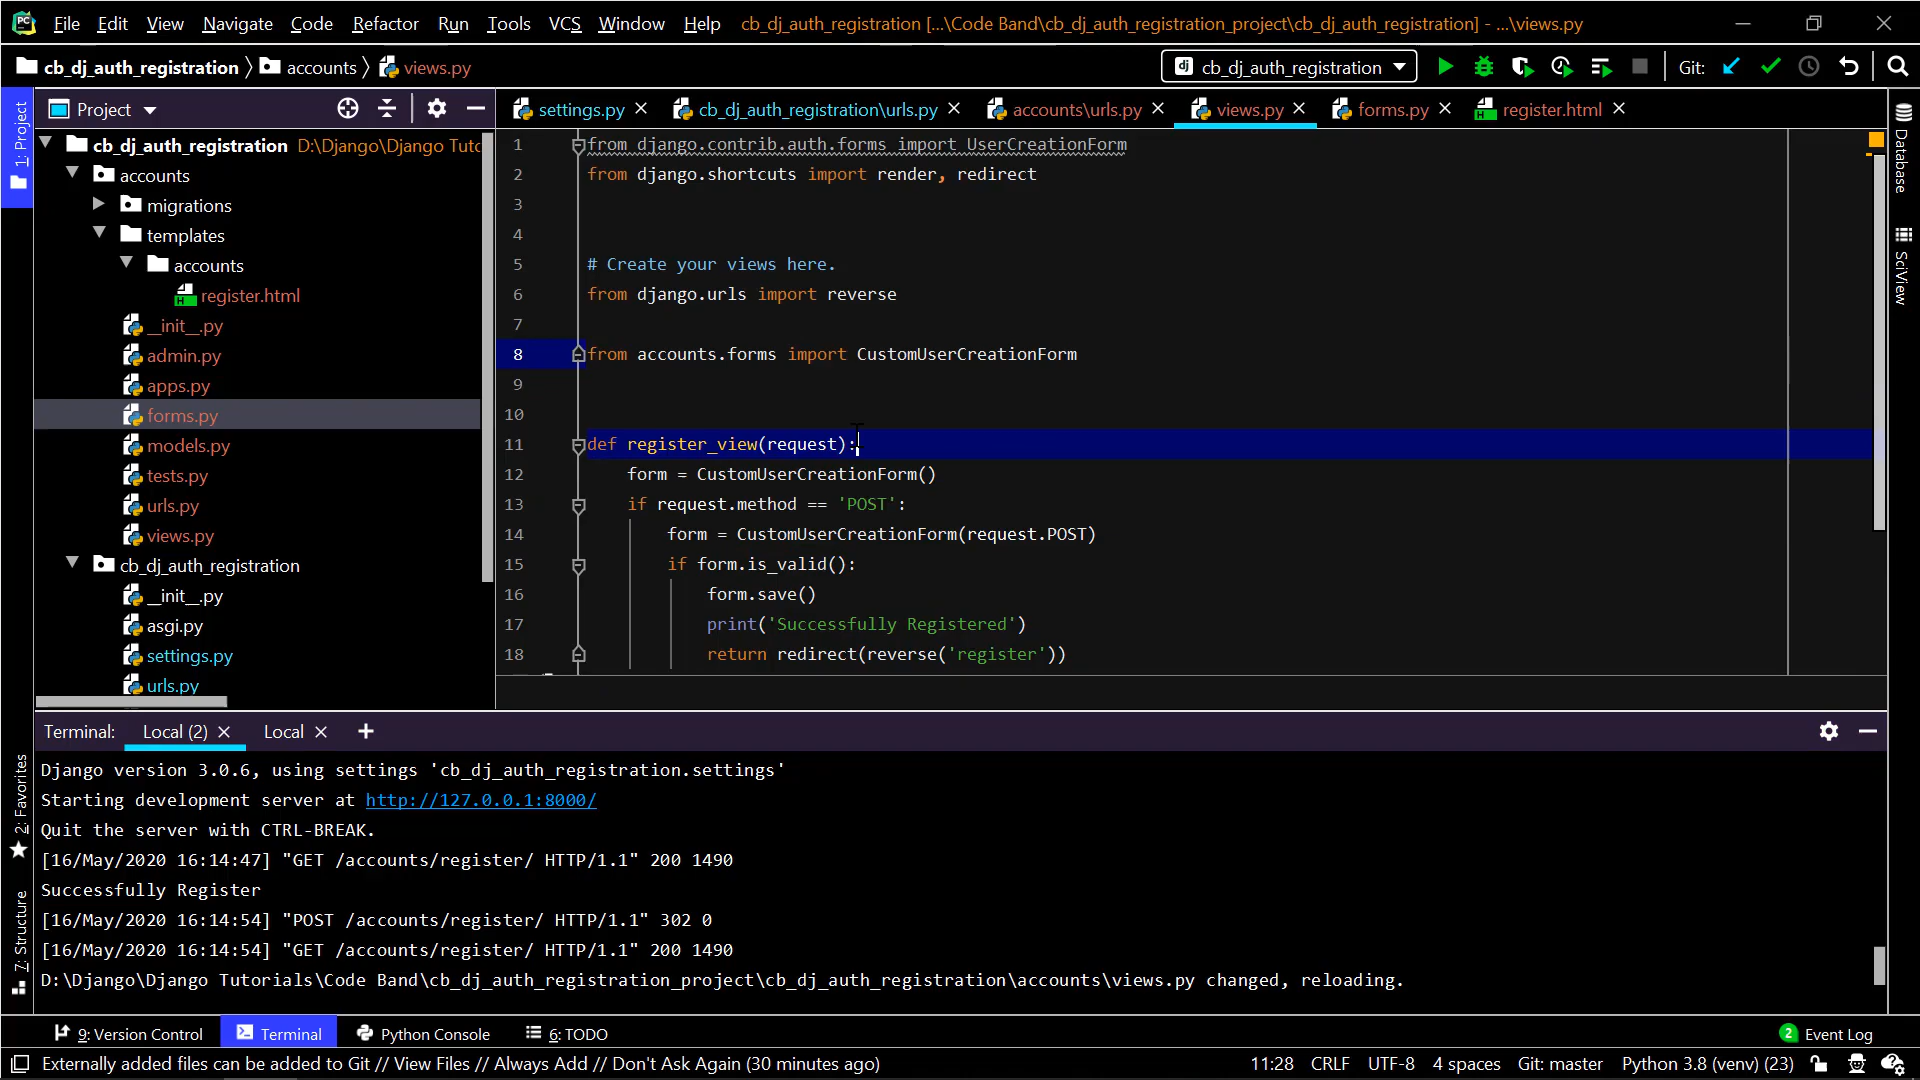 File Edit View Navigate Code Refactor Run Tools VCS Window Help cb_dj_auth_registration [...\Code Band\cb_dj_auth_registration_project\cb_dj_auth_registration] - ...\views.py
cb_dj_auth_registration accounts views.py
dj cb_dj_auth_registration Git:
1: Project
Project
settings.py cb_dj_auth_registration\urls.py accounts\urls.py views.py forms.py register.html
cb_dj_auth_registration D:\Django\Django Tuto
accounts
migrations
templates
accounts
register.html
__init__.py
admin.py
apps.py
forms.py
models.py
tests.py
urls.py
views.py
cb_dj_auth_registration
__init__.py
asgi.py
settings.py
urls.py
1 from django.contrib.auth.forms import UserCreationForm
2 from django.shortcuts import render, redirect
3
4
5 # Create your views here.
6 from django.urls import reverse
7
8 from accounts.forms import CustomUserCreationForm
9
10
11 def register_view(request):
12 form = CustomUserCreationForm()
13 if request.method == 'POST':
14 form = CustomUserCreationForm(request.POST)
15 if form.is_valid():
16 form.save()
17 print('Successfully Registered')
18 return redirect(reverse('register'))
Database
SciView
Terminal: Local (2) Local +
Django version 3.0.6, using settings 'cb_dj_auth_registration.settings'
Starting development server at http://127.0.0.1:8000/
Quit the server with CTRL-BREAK.
[16/May/2020 16:14:47] "GET /accounts/register/ HTTP/1.1" 200 1490
Successfully Register
[16/May/2020 16:14:54] "POST /accounts/register/ HTTP/1.1" 302 0
[16/May/2020 16:14:54] "GET /accounts/register/ HTTP/1.1" 200 1490
D:\Django\Django Tutorials\Code Band\cb_dj_auth_registration_project\cb_dj_auth_registration\accounts\views.py changed, reloading.
2: Favorites
7: Structure
9: Version Control Terminal Python Console 6: TODO 2 Event Log
Externally added files can be added to Git // View Files // Always Add // Don't Ask Again (30 minutes ago) 11:28 CRLF UTF-8 4 spaces Git: master Python 3.8 (venv) (23)